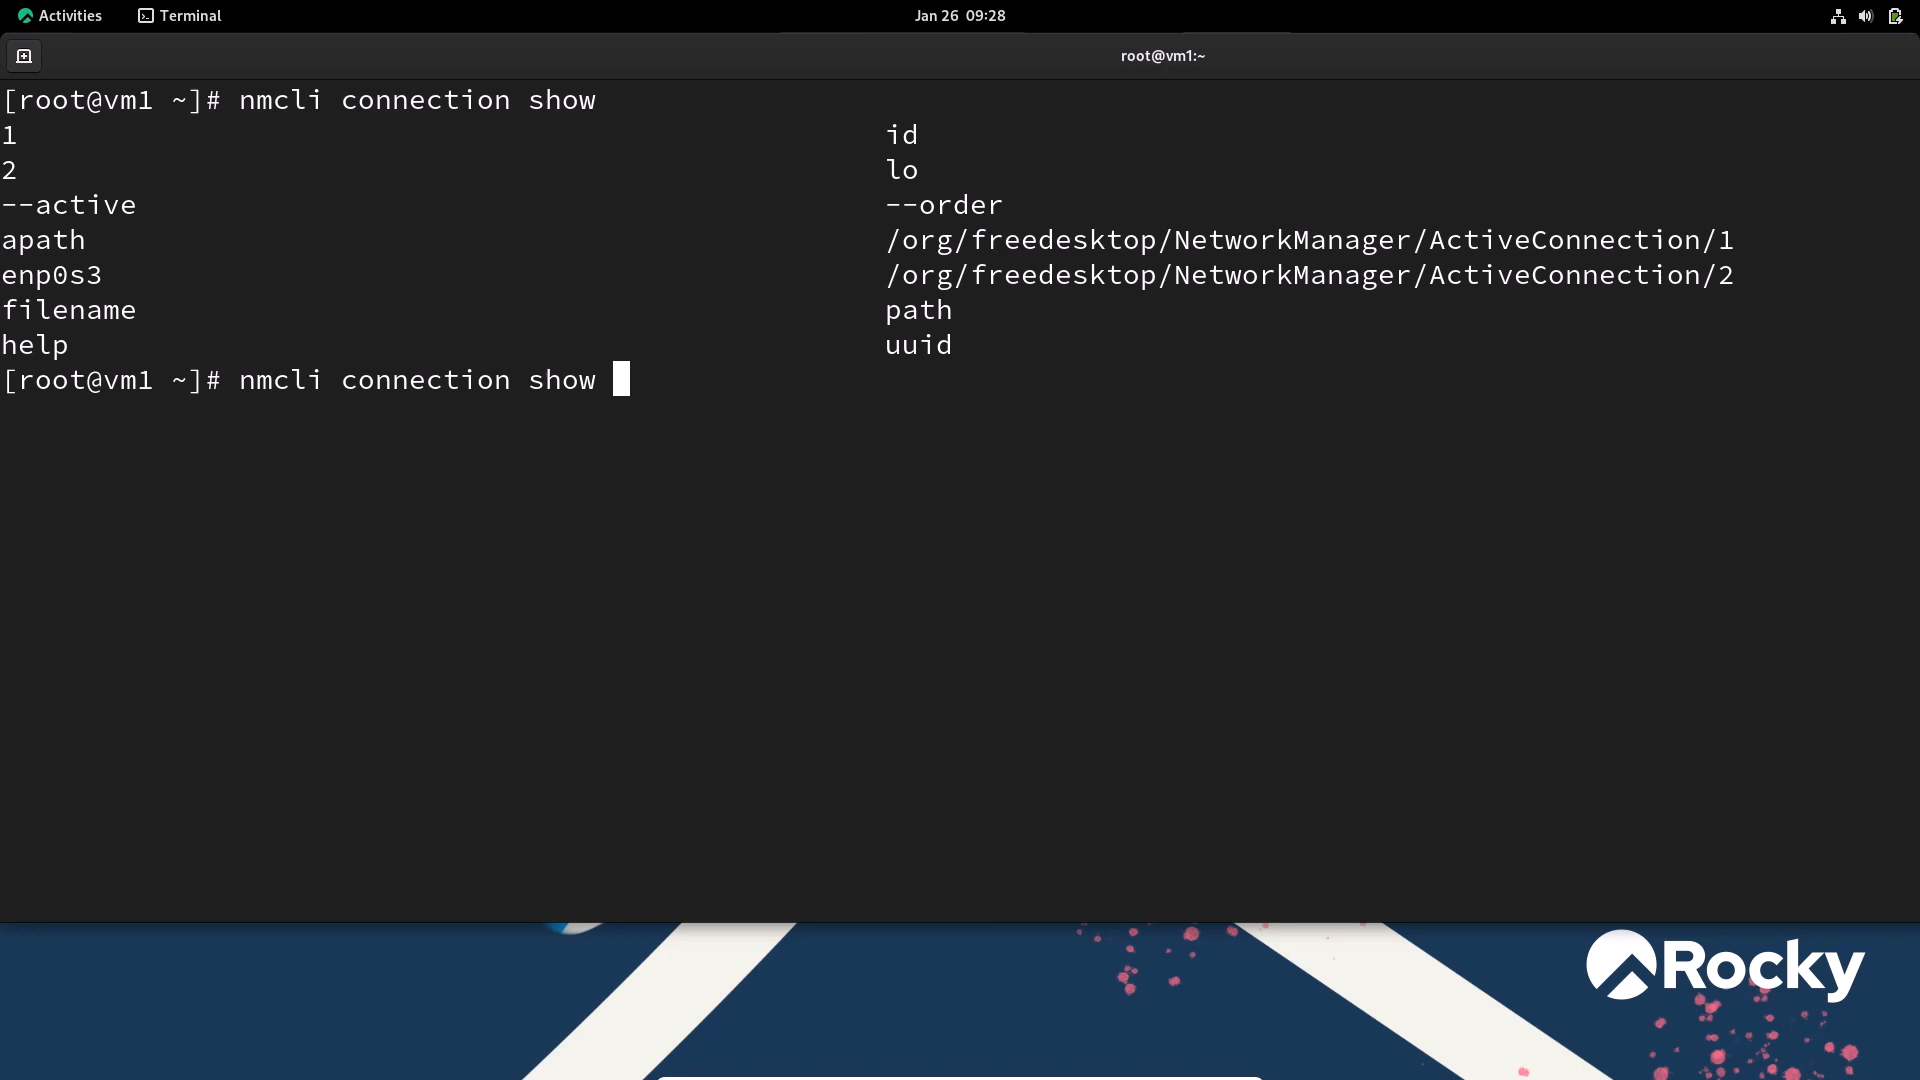 Activities Terminal Jan 26 09:28
root@vm1:~
[root@vm1 ~]# nmcli connection show
1 id
2 lo
--active --order
apath /org/freedesktop/NetworkManager/ActiveConnection/1
enp0s3 /org/freedesktop/NetworkManager/ActiveConnection/2
filename path
help uuid
[root@vm1 ~]# nmcli connection show
Rocky